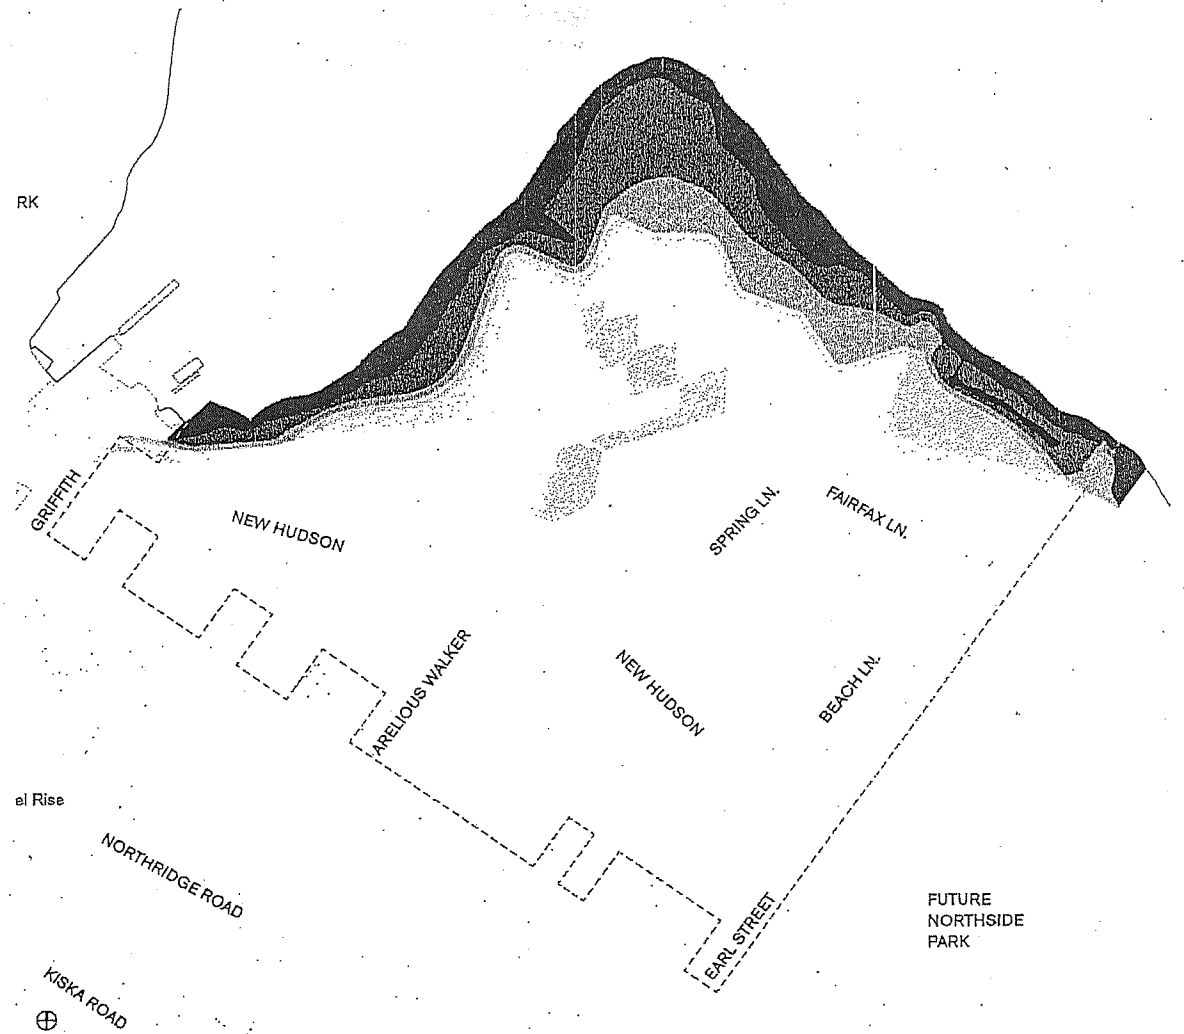 RK
GRIFFITH
NEW HUDSON
SPRING LN.
FAIRFAX LN.
ARELIOUS WALKER
NEW HUDSON
BEACH LN.
el Rise
NORTHRIDGE ROAD
EARL STREET
FUTURE
NORTHSIDE
PARK
KISKA ROAD